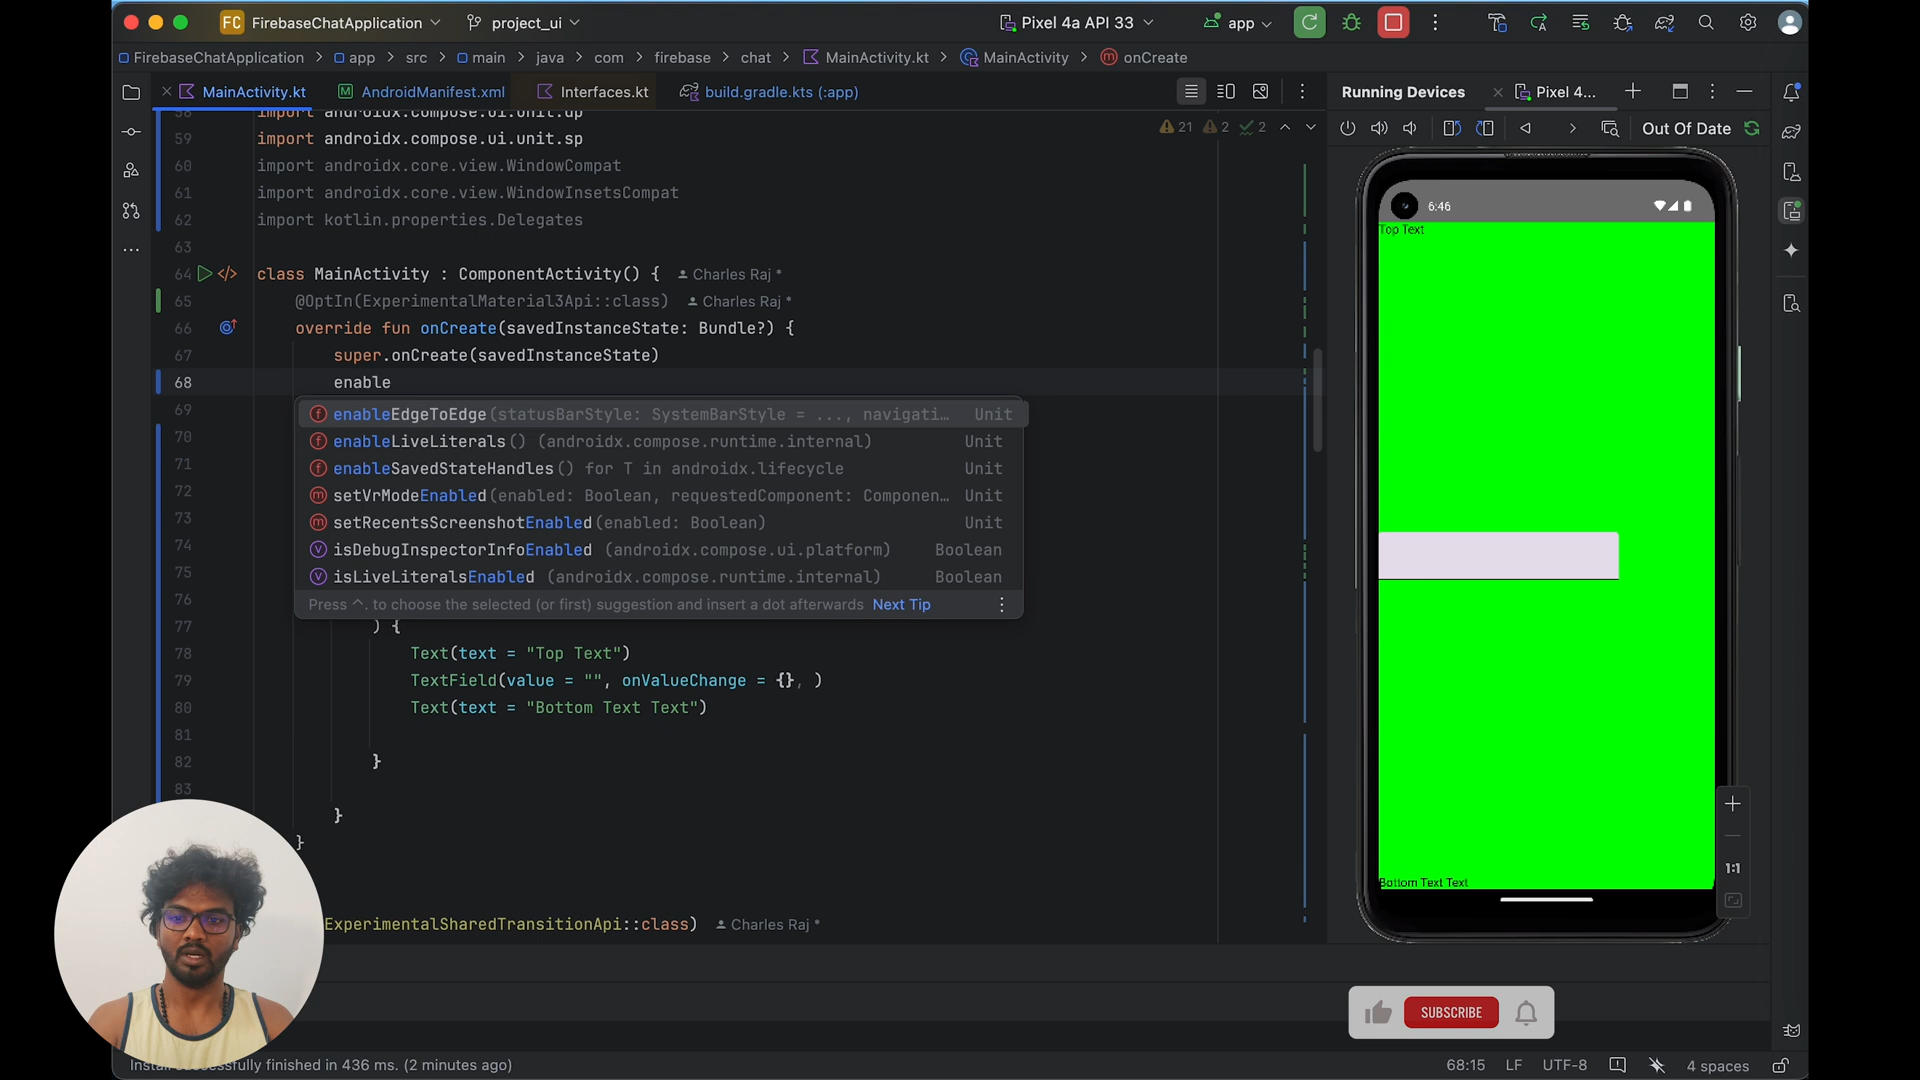 FC FirebaseChatApplication project_ui Pixel 4a API 33 app
FirebaseChatApplication app src main java com firebase chat MainActivity.kt MainActivity onCreate
MainActivity.kt AndroidManifest.xml Interfaces.kt build.gradle.kts (:app) Running Devices Pixel 4...
21 2 2 Out Of Date
58 import androidx.compose.ui.unit.dp
59 import androidx.compose.ui.unit.sp
60 import androidx.core.view.WindowCompat
61 import androidx.core.view.WindowInsetsCompat
62 import kotlin.properties.Delegates
63
64 class MainActivity : ComponentActivity() { Charles Raj *
65 @OptIn(ExperimentalMaterial3Api::class) Charles Raj *
66 override fun onCreate(savedInstanceState: Bundle?) {
67 super.onCreate(savedInstanceState)
68 enable
69
enableEdgeToEdge(statusBarStyle: SystemBarStyle = ..., navigati... Unit
70
enableLiveLiterals() (androidx.compose.runtime.internal) Unit
71
enableSavedStateHandles() for T in androidx.lifecycle Unit
72
setVrModeEnabled(enabled: Boolean, requestedComponent: Componen... Unit
73
setRecentsScreenshotEnabled(enabled: Boolean) Unit
74
isDebugInspectorInfoEnabled (androidx.compose.ui.platform) Boolean
75
isLiveLiteralsEnabled (androidx.compose.runtime.internal) Boolean
76
Press ^. to choose the selected (or first) suggestion and insert a dot afterwards Next Tip
77 ) {
78 Text(text = "Top Text")
79 TextField(value = "", onValueChange = {}, )
80 Text(text = "Bottom Text Text")
81
82 }
83
}
}
ExperimentalSharedTransitionApi::class) Charles Raj *
6:46
Top Text
Bottom Text Text
1:1
SUBSCRIBE
finished in 436 ms. (2 minutes ago) 68:15 LF UTF-8 4 spaces